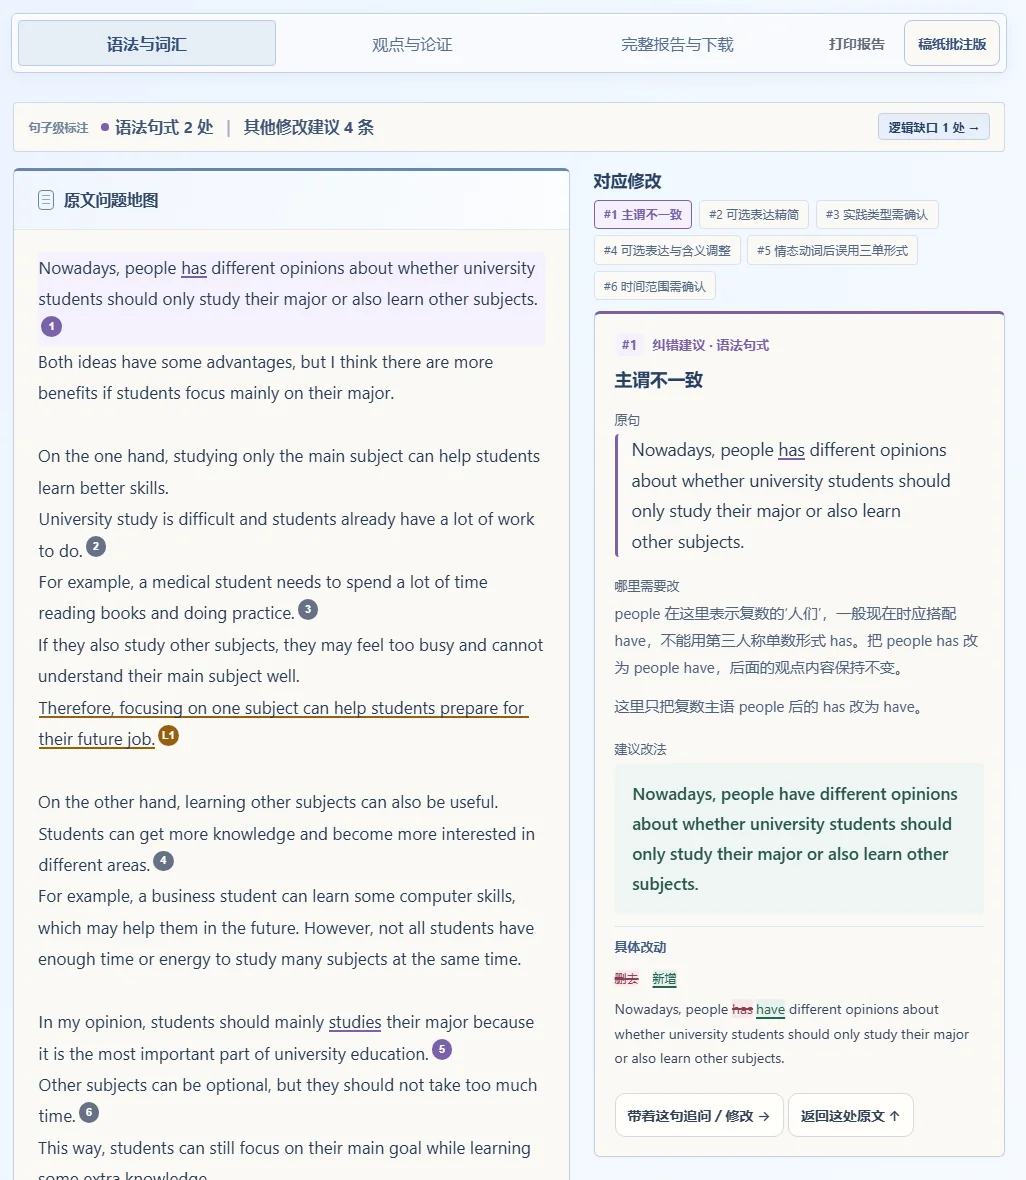 语法与词汇
观点与论证
完整报告与下载
打印报告
稿纸批注版
句子级标注
语法句式 2 处 | 其他修改建议 4 条
逻辑缺口 1 处 →
原文问题地图
Nowadays, people has different opinions about whether university
students should only study their major or also learn other subjects.
1
Both ideas have some advantages, but I think there are more
benefits if students focus mainly on their major.
On the one hand, studying only the main subject can help students
learn better skills.
University study is difficult and students already have a lot of work
to do. 2
For example, a medical student needs to spend a lot of time
reading books and doing practice. 3
If they also study other subjects, they may feel too busy and cannot
understand their main subject well.
Therefore, focusing on one subject can help students prepare for
their future job. L1
On the other hand, learning other subjects can also be useful.
Students can get more knowledge and become more interested in
different areas. 4
For example, a business student can learn some computer skills,
which may help them in the future. However, not all students have
enough time or energy to study many subjects at the same time.
In my opinion, students should mainly studies their major because
it is the most important part of university education. 5
Other subjects can be optional, but they should not take too much
time. 6
This way, students can still focus on their main goal while learning
some extra knowledge.
对应修改
#1 主谓不一致
#2 可选表达精简
#3 实践类型需确认
#4 可选表达与含义调整
#5 情态动词后误用三单形式
#6 时间范围需确认
#1 纠错建议 · 语法句式
主谓不一致
原句
Nowadays, people has different opinions
about whether university students should
only study their major or also learn
other subjects.
哪里需要改
people 在这里表示复数的‘人们’，一般现在时应搭配
have，不能用第三人称单数形式 has。把 people has 改
为 people have，后面的观点内容保持不变。
这里只把复数主语 people 后的 has 改为 have。
建议改法
Nowadays, people have different opinions
about whether university students should
only study their major or also learn other
subjects.
具体改动
删去 新增
Nowadays, people has have different opinions about
whether university students should only study their major
or also learn other subjects.
带着这句追问 / 修改 →
返回这处原文 ↑